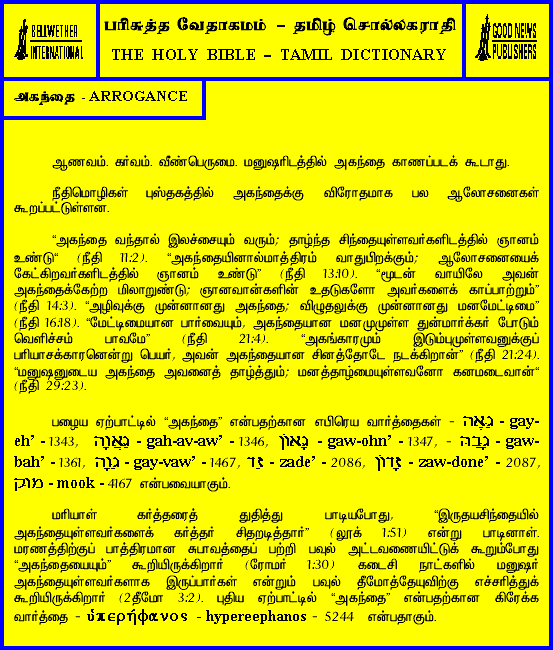 BELLWETHER
INTERNATIONAL
பரிசுத்த வேதாகமம் – தமிழ் சொல்லகராதி
THE HOLY BIBLE – TAMIL DICTIONARY
GOOD NEWS
PUBLISHERS
அகந்தை - ARROGANCE
ஆணவம். கர்வம். வீண்பெருமை. மனுஷரிடத்தில் அகந்தை காணப்படக் கூடாது.
நீதிமொழிகள் புஸ்தகத்தில் அகந்தைக்கு விரோதமாக பல ஆலோசனைகள்
கூறப்பட்டுள்ளன.
“அகந்தை வந்தால் இலச்சையும் வரும்; தாழ்ந்த சிந்தையுள்ளவர்களிடத்தில் ஞானம்
உண்டு“ (நீதி 11:2). “அகந்தையினால்மாத்திரம் வாதுபிறக்கும்; ஆலோசனையைக்
கேட்கிறவர்களிடத்தில் ஞானம் உண்டு” (நீதி 13:10). “மூடன் வாயிலே அவன்
அகந்தைக்கேற்ற மிலாறுண்டு; ஞானவான்களின் உதடுகளோ அவர்களைக் காப்பாற்றும்”
(நீதி 14:3). “அழிவுக்கு முன்னானது அகந்தை; விழுதலுக்கு முன்னானது மனமேட்டிமை”
(நீதி 16:18). “மேட்டிமையான பார்வையும், அகந்தையான மனமுமுள்ள துன்மார்க்கர் போடும்
வெளிச்சம் பாவமே” (நீதி 21:4). “அகங்காரமும் இடும்புமுள்ளவனுக்குப்
பரியாசக்காரனென்று பெயர், அவன் அகந்தையான சினத்தோடே நடக்கிறான்” (நீதி 21:24).
“மனுஷனுடைய அகந்தை அவனைத் தாழ்த்தும்; மனத்தாழ்மையுள்ளவனோ கனமடைவான்“
(நீதி 29:23).
பழைய ஏற்பாட்டில் “அகந்தை” என்பதற்கான எபிரெய வார்த்தைகள் - גֵּאֶה - gay-
eh’ - 1343, גַּאֲוָה - gah-av-aw’ - 1346, גָּאוֹן - gaw-ohn’ - 1347, - גָּבַהּ - gaw-
bah’ - 1361, גֵּוָה - gay-vaw’ - 1467, זֵד - zade’ - 2086, זָדוֹן - zaw-done’ - 2087,
מוּק - mook - 4167 என்பவையாகும்.
மரியாள் கர்த்தரைத் துதித்து பாடியபோது, “இருதயசிந்தையில்
அகந்தையுள்ளவர்களைக் கர்த்தர் சிதறடித்தார்” (லூக் 1:51) என்று பாடினாள்.
மரணத்திற்குப் பாத்திரமான சுபாவத்தைப் பற்றி பவுல் அட்டவணையிட்டுக் கூறும்போது
“அகந்தையையும்” கூறியிருக்கிறார் (ரோமர் 1:30) கடைசி நாட்களில் மனுஷர்
அகந்தையுள்ளவர்களாக இருப்பார்கள் என்றும் பவுல் தீமோத்தேயுவிற்கு எச்சரித்துக்
கூறியிருக்கிறார் (2தீமோ 3:2). புதிய ஏற்பாட்டில் “அகந்தை” என்பதற்கான கிரேக்க
வார்த்தை - ὑπερήφανος - hypereephanos - 5244 என்பதாகும்.